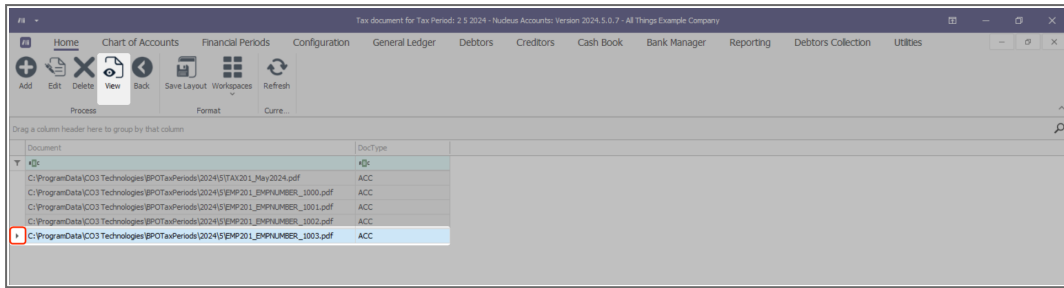 Tax document for Tax Period: 2 5 2024 - Nucleus Accounts: Version 2024.5.0.7 - All Things Example Company
Home Chart of Accounts Financial Periods Configuration General Ledger Debtors Creditors Cash Book Bank Manager Reporting Debtors Collection Utilities
Add Edit Delete View Back Save Layout Workspaces Refresh
Process Format Curre...
Drag a column header here to group by that column
Document DocType
C:\ProgramData\CO3 Technologies\BPOTaxPeriods\2024\5\TAX201_May2024.pdf ACC
C:\ProgramData\CO3 Technologies\BPOTaxPeriods\2024\5\EMP201_EMPNUMBER_1000.pdf ACC
C:\ProgramData\CO3 Technologies\BPOTaxPeriods\2024\5\EMP201_EMPNUMBER_1001.pdf ACC
C:\ProgramData\CO3 Technologies\BPOTaxPeriods\2024\5\EMP201_EMPNUMBER_1002.pdf ACC
C:\ProgramData\CO3 Technologies\BPOTaxPeriods\2024\5\EMP201_EMPNUMBER_1003.pdf ACC